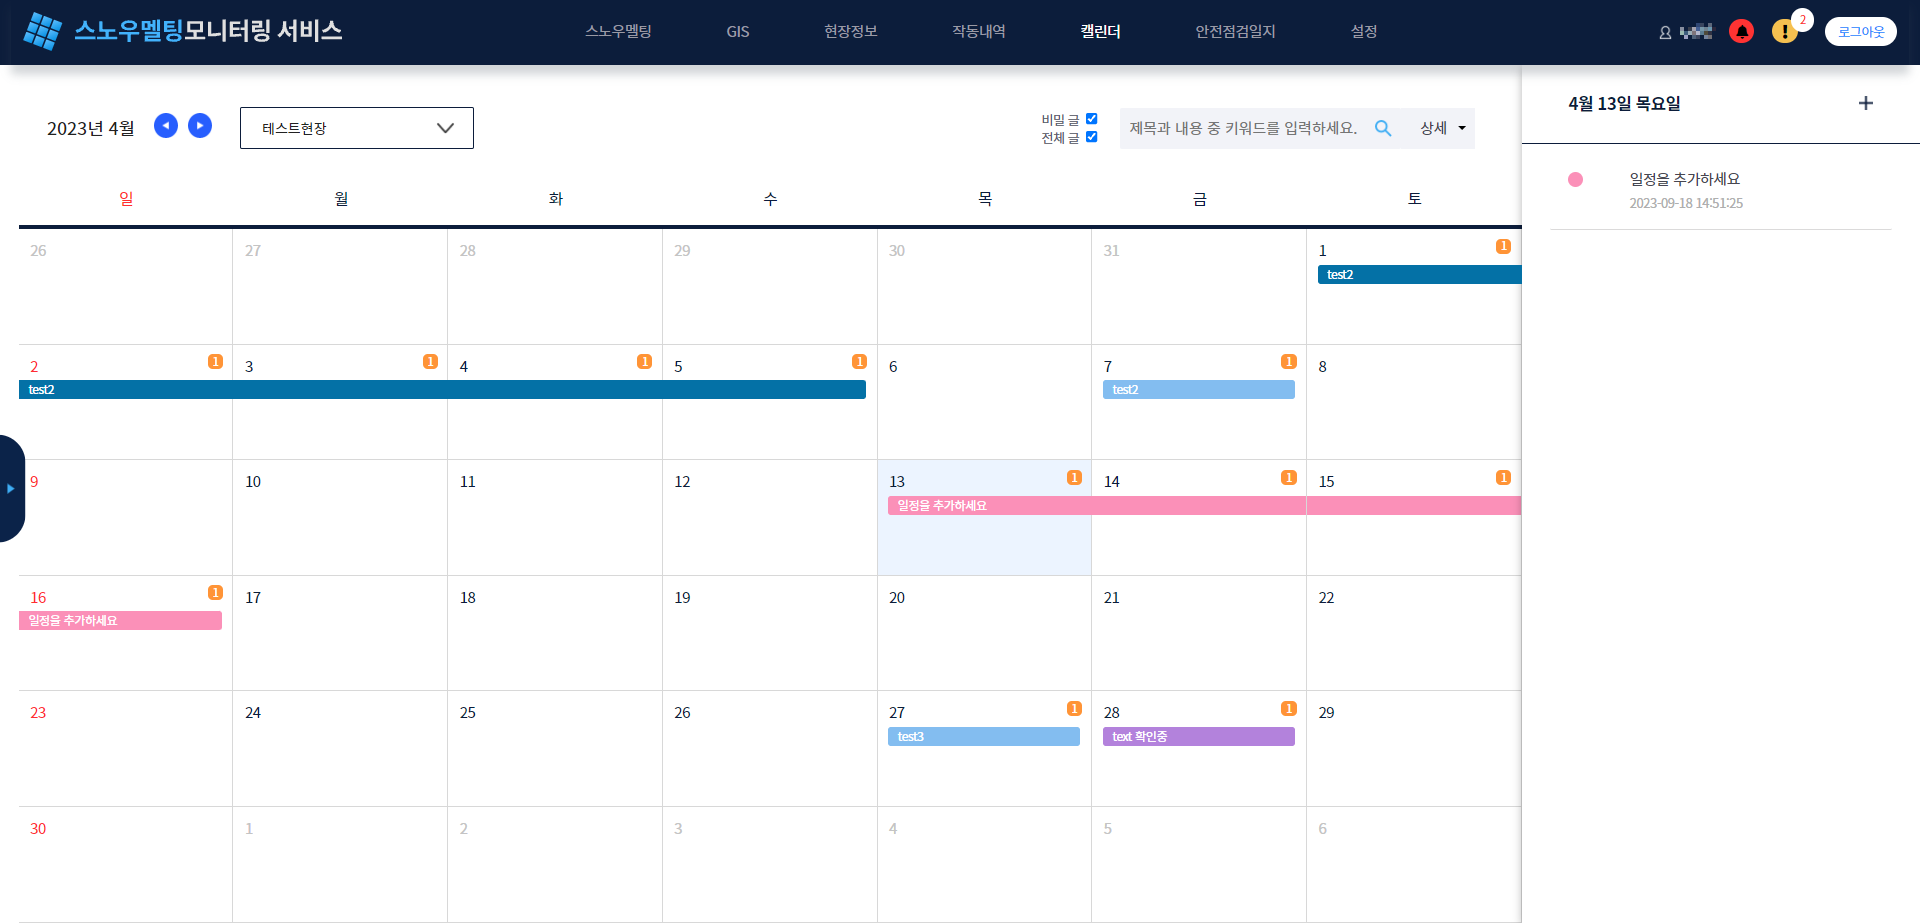 스노우멜팅모니터링 서비스
스노우멜팅 GIS 현장정보 작동내역 캘린더 안전점검일지 설정
2
로그아웃
2023년 4월
테스트현장
비밀 글
전체 글
제목과 내용 중 키워드를 입력하세요.
상세
4월 13일 목요일
일정을 추가하세요
2023-09-18 14:51:25
일 월 화 수 목 금 토
26 27 28 29 30 31 1 1
test2
2 1 3 1 4 1 5 1 6 7 1 8
test2 test2
9 10 11 12 13 1 14 1 15 1
일정을 추가하세요
16 1 17 18 19 20 21 22
일정을 추가하세요
23 24 25 26 27 1 28 1 29
test3 text 확인중
30 1 2 3 4 5 6